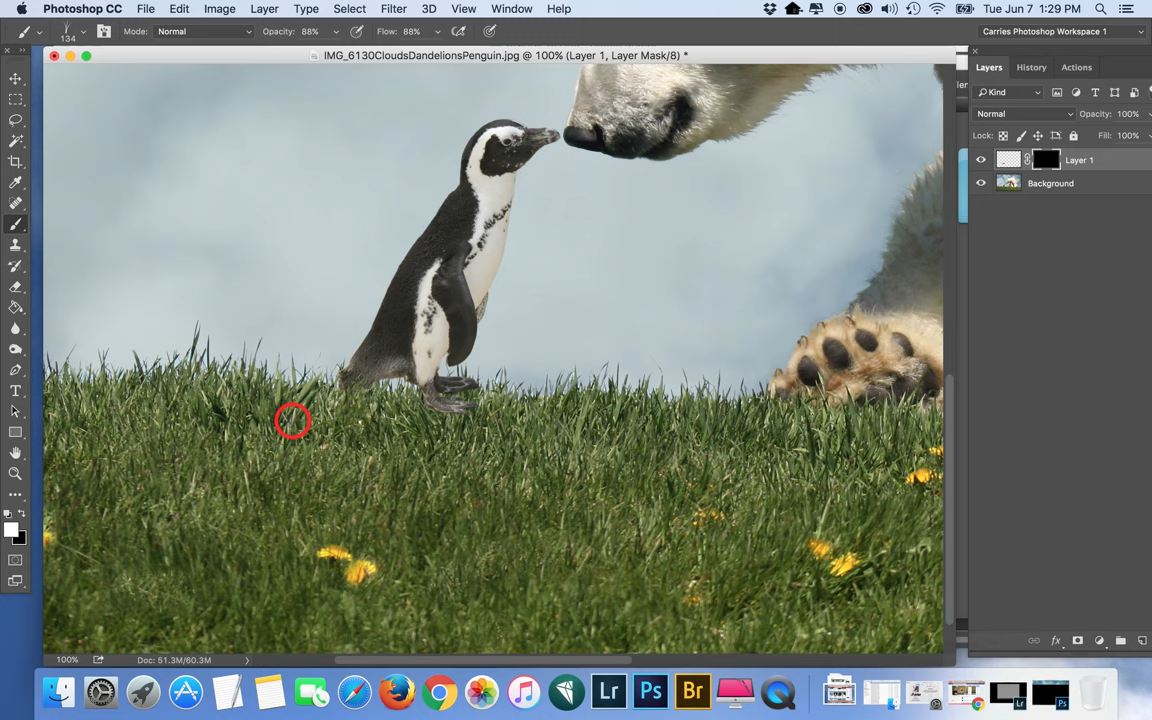 Photoshop CC File Edit Image Layer Type Select Filter 3D View Window Help Tue Jun 7 1:29 PM
134 Mode: Normal Opacity: 88% Flow: 88% Carries Photoshop Workspace 1
IMG_6130CloudsDandelionsPenguin.jpg @ 100% (Layer 1, Layer Mask/8) *
Layers History Actions
Kind
Normal Opacity: 100%
Lock: Fill: 100%
Layer 1
Background
fx
100% Doc: 51.3M/60.3M
Lr Ps Br Lr Ps